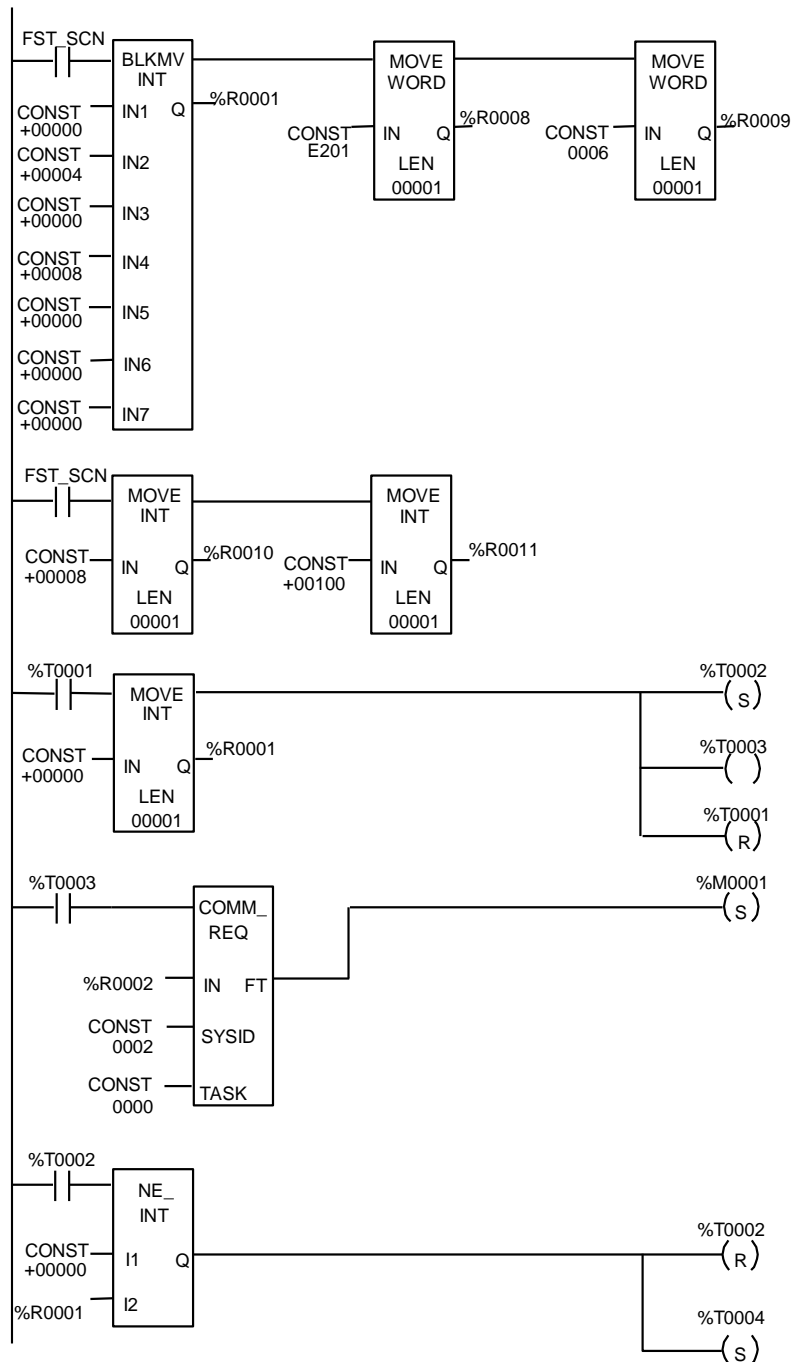 FST_SCN
BLKMV
INT
CONST
+00000
IN1 Q
%R0001
CONST
+00004
IN2
CONST
+00000
IN3
CONST
+00008
IN4
CONST
+00000
IN5
CONST
+00000
IN6
CONST
+00000
IN7
MOVE
WORD
CONST
E201
IN Q
%R0008
LEN
00001
MOVE
WORD
CONST
0006
IN Q
%R0009
LEN
00001
FST_SCN
MOVE
INT
CONST
+00008
IN Q
%R0010
LEN
00001
MOVE
INT
CONST
+00100
IN Q
%R0011
LEN
00001
%T0001
MOVE
INT
CONST
+00000
IN Q
%R0001
LEN
00001
%T0002
S
%T0003
%T0001
R
%T0003
COMM_
REQ
%R0002
IN FT
CONST
0002
SYSID
CONST
0000
TASK
%M0001
S
%T0002
NE_
INT
CONST
+00000
I1 Q
%R0001
I2
%T0002
R
%T0004
S